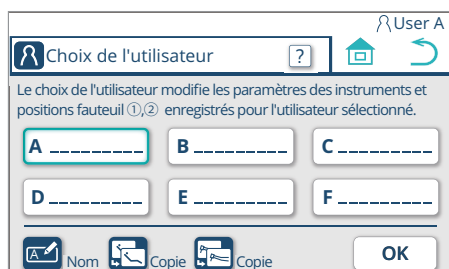 User A
Choix de l'utilisateur ?
Le choix de l'utilisateur modifie les paramètres des instruments et
positions fauteuil ①,② enregistrés pour l'utilisateur sélectionné.
A _________ B _________ C _________
D _________ E _________ F _________
A Nom Copie Copie OK